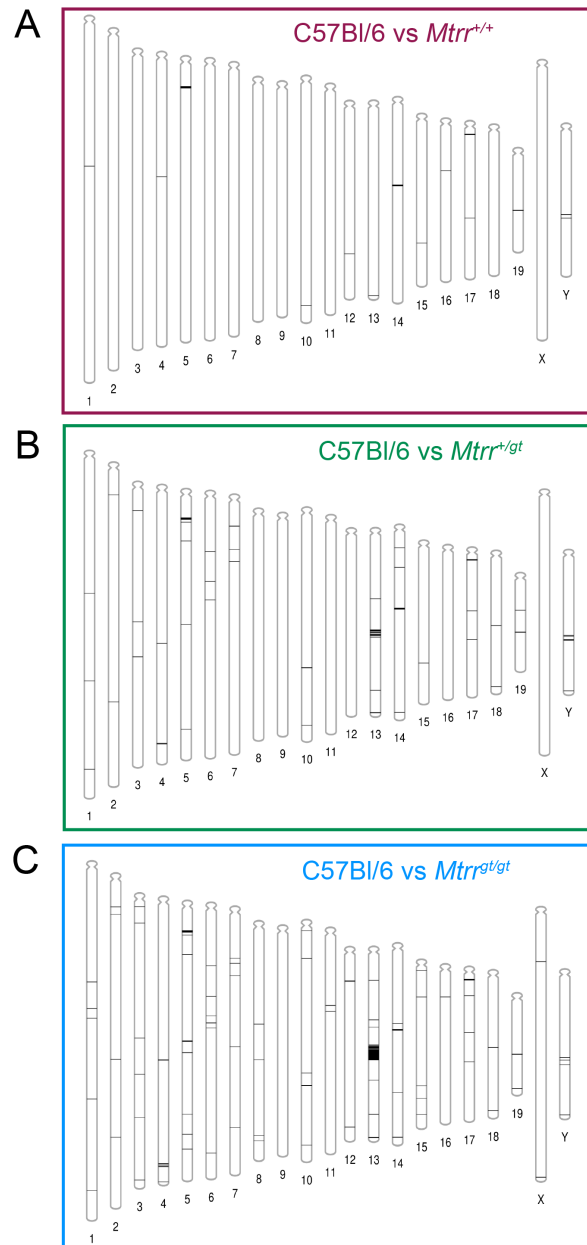 A
C57Bl/6 vs Mtrr+/+
1 2 3 4 5 6 7 8 9 10 11 12 13 14 15 16 17 18 19 X Y
B
C57Bl/6 vs Mtrr+/gt
1 2 3 4 5 6 7 8 9 10 11 12 13 14 15 16 17 18 19 X Y
C
C57Bl/6 vs Mtrrgt/gt
1 2 3 4 5 6 7 8 9 10 11 12 13 14 15 16 17 18 19 X Y